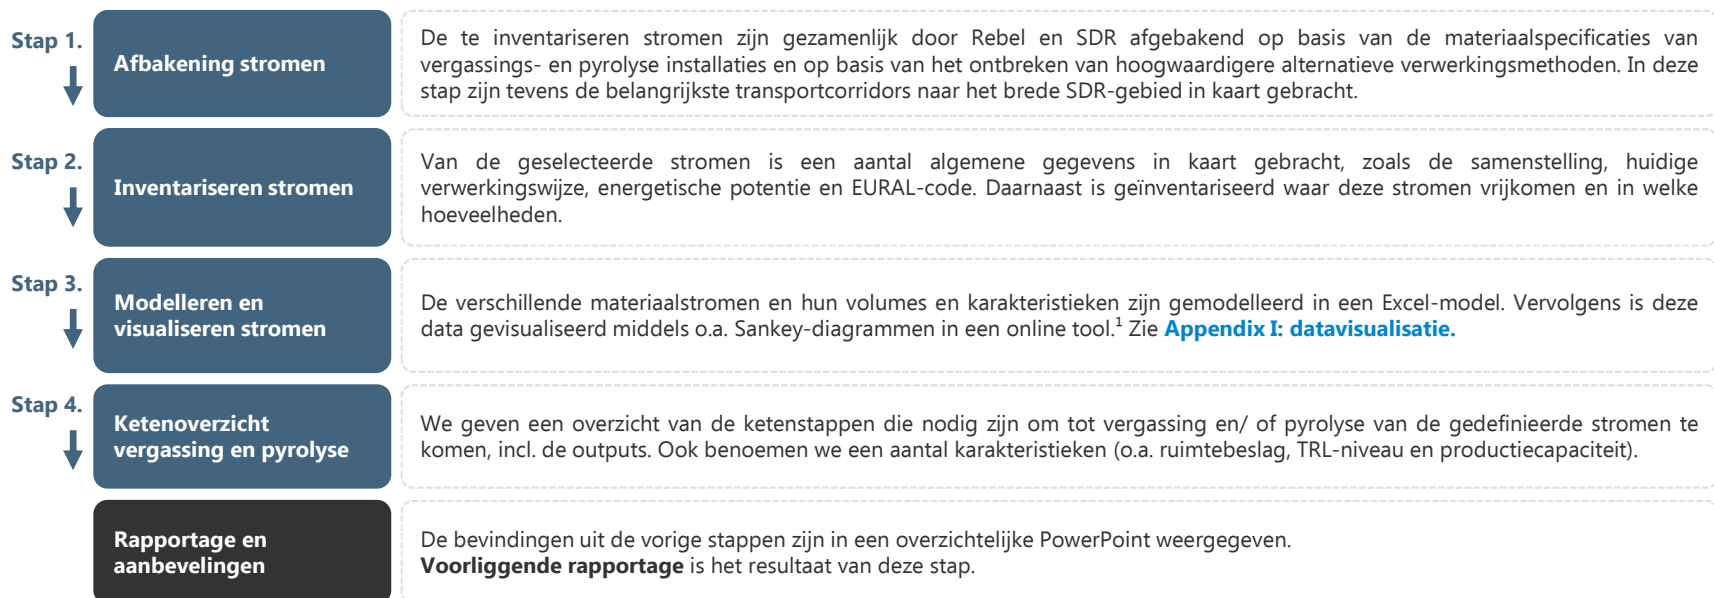 Stap 1.
Afbakening stromen
De te inventariseren stromen zijn gezamenlijk door Rebel en SDR afgebakend op basis van de materiaalspecificaties van
vergassings- en pyrolyse installaties en op basis van het ontbreken van hoogwaardigere alternatieve verwerkingsmethoden. In deze
stap zijn tevens de belangrijkste transportcorridors naar het brede SDR-gebied in kaart gebracht.
Stap 2.
Inventariseren stromen
Van de geselecteerde stromen is een aantal algemene gegevens in kaart gebracht, zoals de samenstelling, huidige
verwerkingswijze, energetische potentie en EURAL-code. Daarnaast is geïnventariseerd waar deze stromen vrijkomen en in welke
hoeveelheden.
Stap 3.
Modelleren en
visualiseren stromen
De verschillende materiaalstromen en hun volumes en karakteristieken zijn gemodelleerd in een Excel-model. Vervolgens is deze
data gevisualiseerd middels o.a. Sankey-diagrammen in een online tool.¹ Zie Appendix I: datavisualisatie.
Stap 4.
Ketenoverzicht
vergassing en pyrolyse
We geven een overzicht van de ketenstappen die nodig zijn om tot vergassing en/ of pyrolyse van de gedefinieerde stromen te
komen, incl. de outputs. Ook benoemen we een aantal karakteristieken (o.a. ruimtebeslag, TRL-niveau en productiecapaciteit).
Rapportage en
aanbevelingen
De bevindingen uit de vorige stappen zijn in een overzichtelijke PowerPoint weergegeven.
Voorliggende rapportage is het resultaat van deze stap.